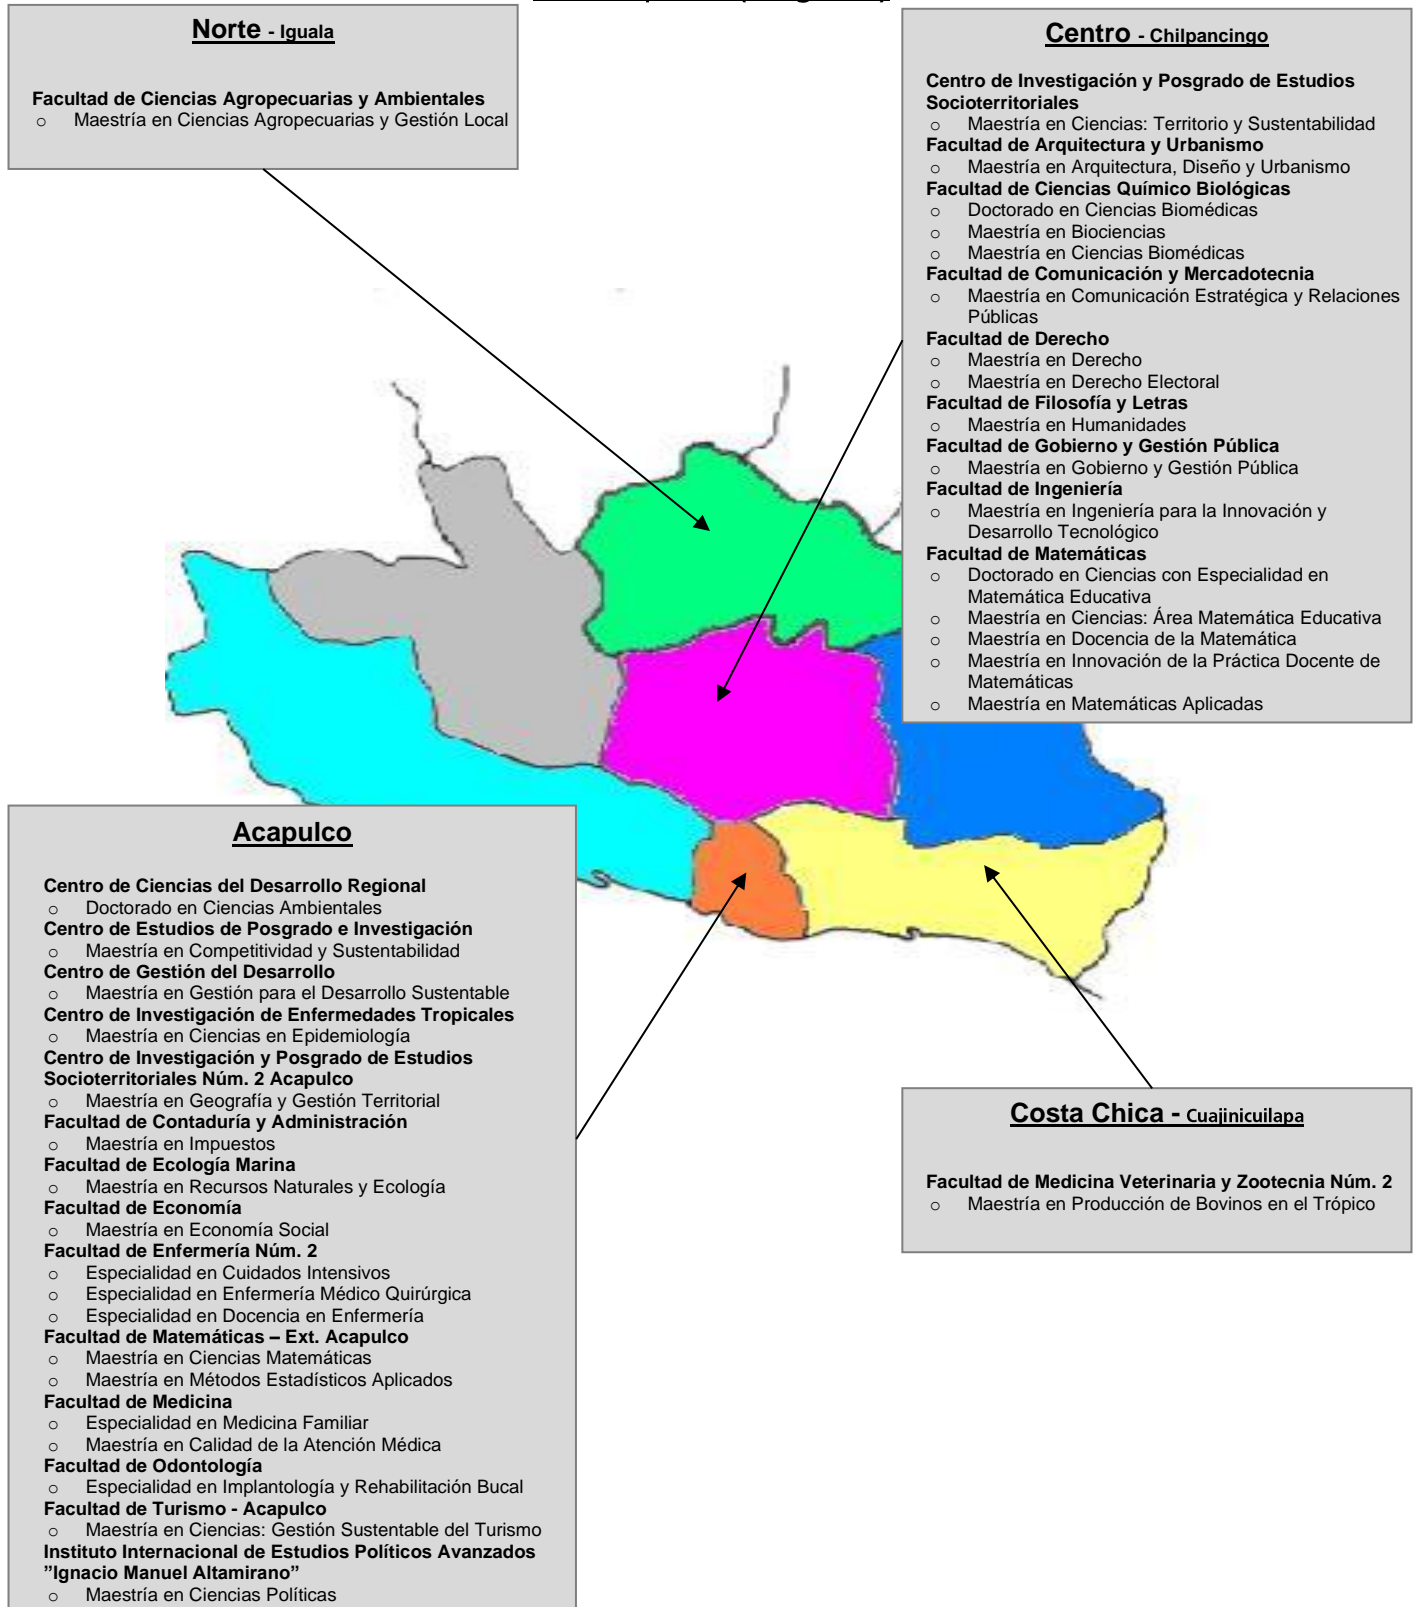 Norte - Iguala
Facultad de Ciencias Agropecuarias y Ambientales
o Maestría en Ciencias Agropecuarias y Gestión Local
Centro - Chilpancingo
Centro de Investigación y Posgrado de Estudios
Socioterritoriales
o Maestría en Ciencias: Territorio y Sustentabilidad
Facultad de Arquitectura y Urbanismo
o Maestría en Arquitectura, Diseño y Urbanismo
Facultad de Ciencias Químico Biológicas
o Doctorado en Ciencias Biomédicas
o Maestría en Biociencias
o Maestría en Ciencias Biomédicas
Facultad de Comunicación y Mercadotecnia
o Maestría en Comunicación Estratégica y Relaciones
Públicas
Facultad de Derecho
o Maestría en Derecho
o Maestría en Derecho Electoral
Facultad de Filosofía y Letras
o Maestría en Humanidades
Facultad de Gobierno y Gestión Pública
o Maestría en Gobierno y Gestión Pública
Facultad de Ingeniería
o Maestría en Ingeniería para la Innovación y
Desarrollo Tecnológico
Facultad de Matemáticas
o Doctorado en Ciencias con Especialidad en
Matemática Educativa
o Maestría en Ciencias: Área Matemática Educativa
o Maestría en Docencia de la Matemática
o Maestría en Innovación de la Práctica Docente de
Matemáticas
o Maestría en Matemáticas Aplicadas
Acapulco
Centro de Ciencias del Desarrollo Regional
o Doctorado en Ciencias Ambientales
Centro de Estudios de Posgrado e Investigación
o Maestría en Competitividad y Sustentabilidad
Centro de Gestión del Desarrollo
o Maestría en Gestión para el Desarrollo Sustentable
Centro de Investigación de Enfermedades Tropicales
o Maestría en Ciencias en Epidemiología
Centro de Investigación y Posgrado de Estudios
Socioterritoriales Núm. 2 Acapulco
o Maestría en Geografía y Gestión Territorial
Facultad de Contaduría y Administración
o Maestría en Impuestos
Facultad de Ecología Marina
o Maestría en Recursos Naturales y Ecología
Facultad de Economía
o Maestría en Economía Social
Facultad de Enfermería Núm. 2
o Especialidad en Cuidados Intensivos
o Especialidad en Enfermería Médico Quirúrgica
o Especialidad en Docencia en Enfermería
Facultad de Matemáticas – Ext. Acapulco
o Maestría en Ciencias Matemáticas
o Maestría en Métodos Estadísticos Aplicados
Facultad de Medicina
o Especialidad en Medicina Familiar
o Maestría en Calidad de la Atención Médica
Facultad de Odontología
o Especialidad en Implantología y Rehabilitación Bucal
Facultad de Turismo - Acapulco
o Maestría en Ciencias: Gestión Sustentable del Turismo
Instituto Internacional de Estudios Políticos Avanzados
”Ignacio Manuel Altamirano”
o Maestría en Ciencias Políticas
Costa Chica - Cuajinicuilapa
Facultad de Medicina Veterinaria y Zootecnia Núm. 2
o Maestría en Producción de Bovinos en el Trópico